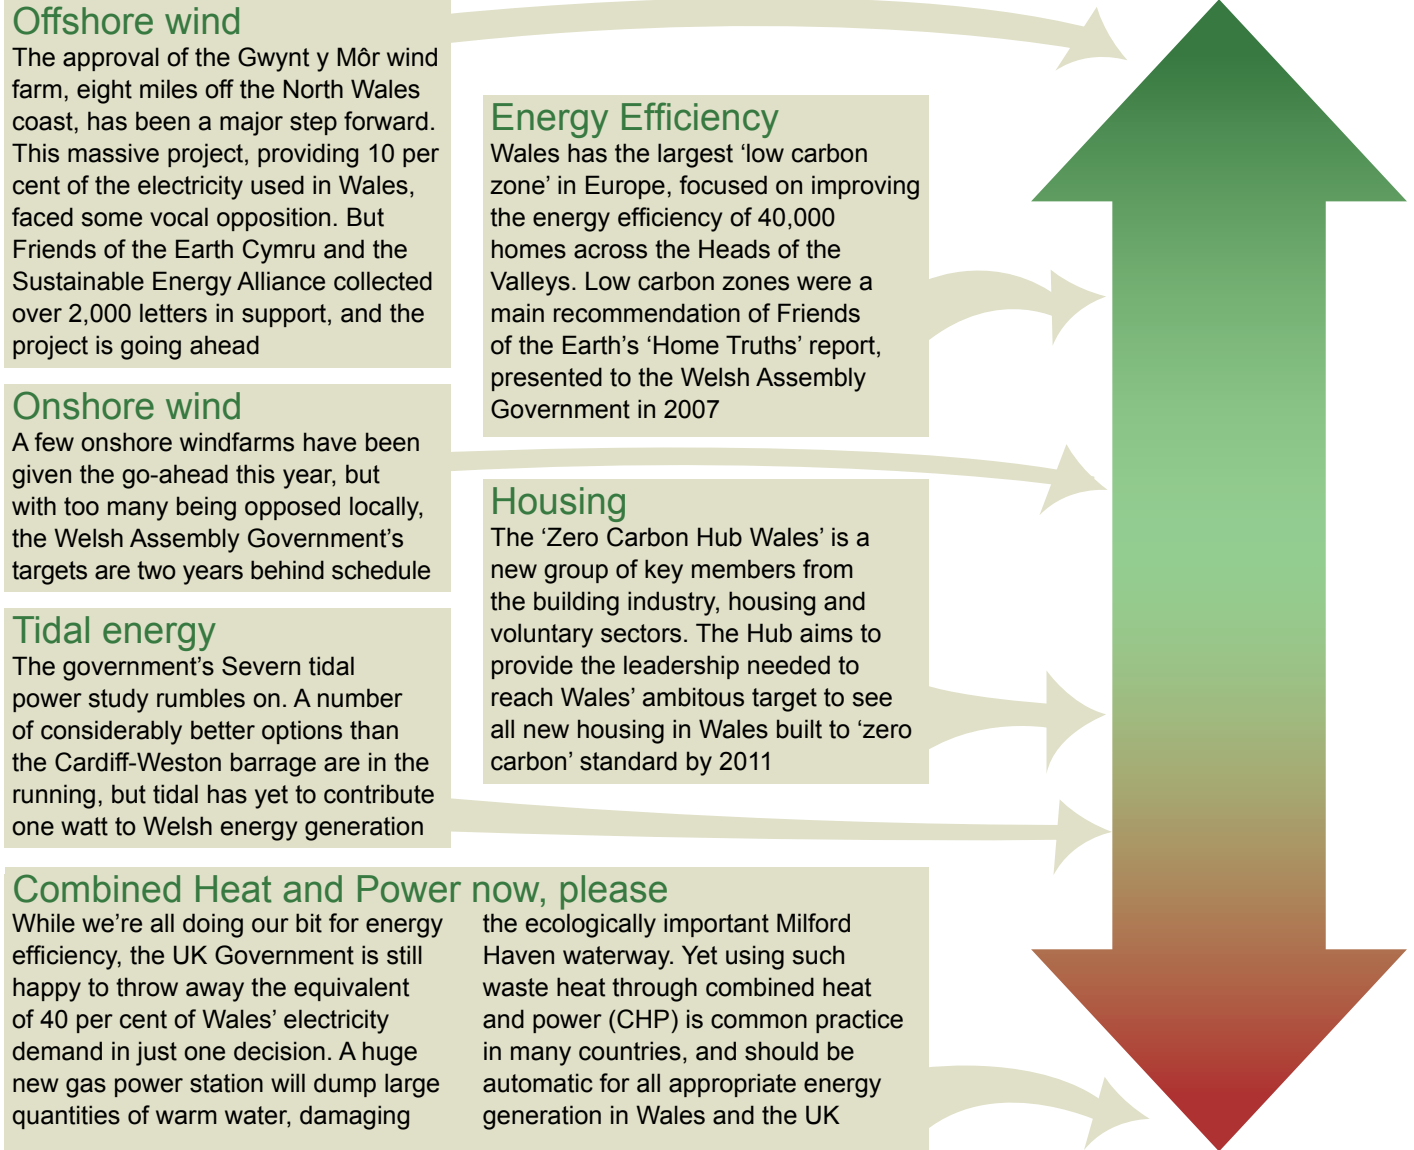 Offshore wind
The approval of the Gwynt y Môr wind
farm, eight miles off the North Wales
coast, has been a major step forward.
This massive project, providing 10 per
cent of the electricity used in Wales,
faced some vocal opposition. But
Friends of the Earth Cymru and the
Sustainable Energy Alliance collected
over 2,000 letters in support, and the
project is going ahead
Energy Efficiency
Wales has the largest ‘low carbon
zone’ in Europe, focused on improving
the energy efficiency of 40,000
homes across the Heads of the
Valleys. Low carbon zones were a
main recommendation of Friends
of the Earth’s ‘Home Truths’ report,
presented to the Welsh Assembly
Government in 2007
Onshore wind
A few onshore windfarms have been
given the go-ahead this year, but
with too many being opposed locally,
the Welsh Assembly Government’s
targets are two years behind schedule
Housing
The ‘Zero Carbon Hub Wales’ is a
new group of key members from
the building industry, housing and
voluntary sectors. The Hub aims to
provide the leadership needed to
reach Wales’ ambitous target to see
all new housing in Wales built to ‘zero
carbon’ standard by 2011
Tidal energy
The government’s Severn tidal
power study rumbles on. A number
of considerably better options than
the Cardiff-Weston barrage are in the
running, but tidal has yet to contribute
one watt to Welsh energy generation
Combined Heat and Power now, please
While we’re all doing our bit for energy
efficiency, the UK Government is still
happy to throw away the equivalent
of 40 per cent of Wales’ electricity
demand in just one decision. A huge
new gas power station will dump large
quantities of warm water, damaging
the ecologically important Milford
Haven waterway. Yet using such
waste heat through combined heat
and power (CHP) is common practice
in many countries, and should be
automatic for all appropriate energy
generation in Wales and the UK